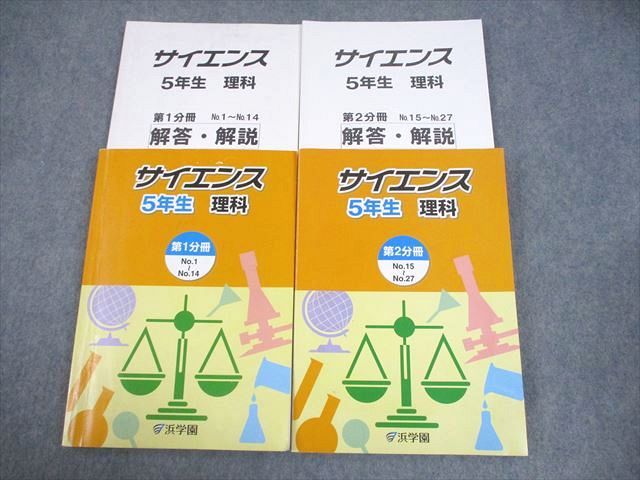 サイエンス
5年生 理科
第1分冊 No.1～No.14
解答・解説
サイエンス
5年生 理科
第2分冊 No.15～No.27
解答・解説
サイエンス
5年生 理科
第1分冊
No.1
~
No.14
浜学園
サイエンス
5年生 理科
第2分冊
No.15
~
No.27
浜学園